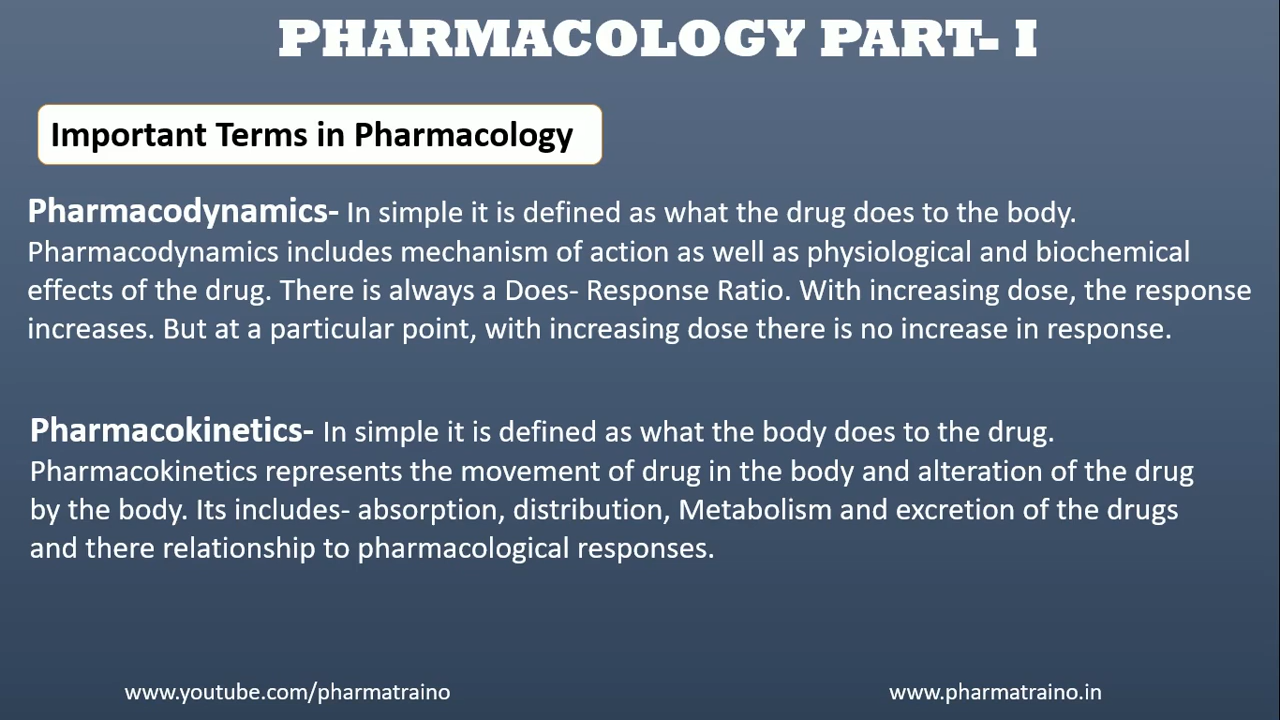 PHARMACOLOGY PART- I
Important Terms in Pharmacology
Pharmacodynamics- In simple it is defined as what the drug does to the body.
Pharmacodynamics includes mechanism of action as well as physiological and biochemical
effects of the drug. There is always a Does- Response Ratio. With increasing dose, the response
increases. But at a particular point, with increasing dose there is no increase in response.
Pharmacokinetics- In simple it is defined as what the body does to the drug.
Pharmacokinetics represents the movement of drug in the body and alteration of the drug
by the body. Its includes- absorption, distribution, Metabolism and excretion of the drugs
and there relationship to pharmacological responses.
www.youtube.com/pharmatraino
www.pharmatraino.in